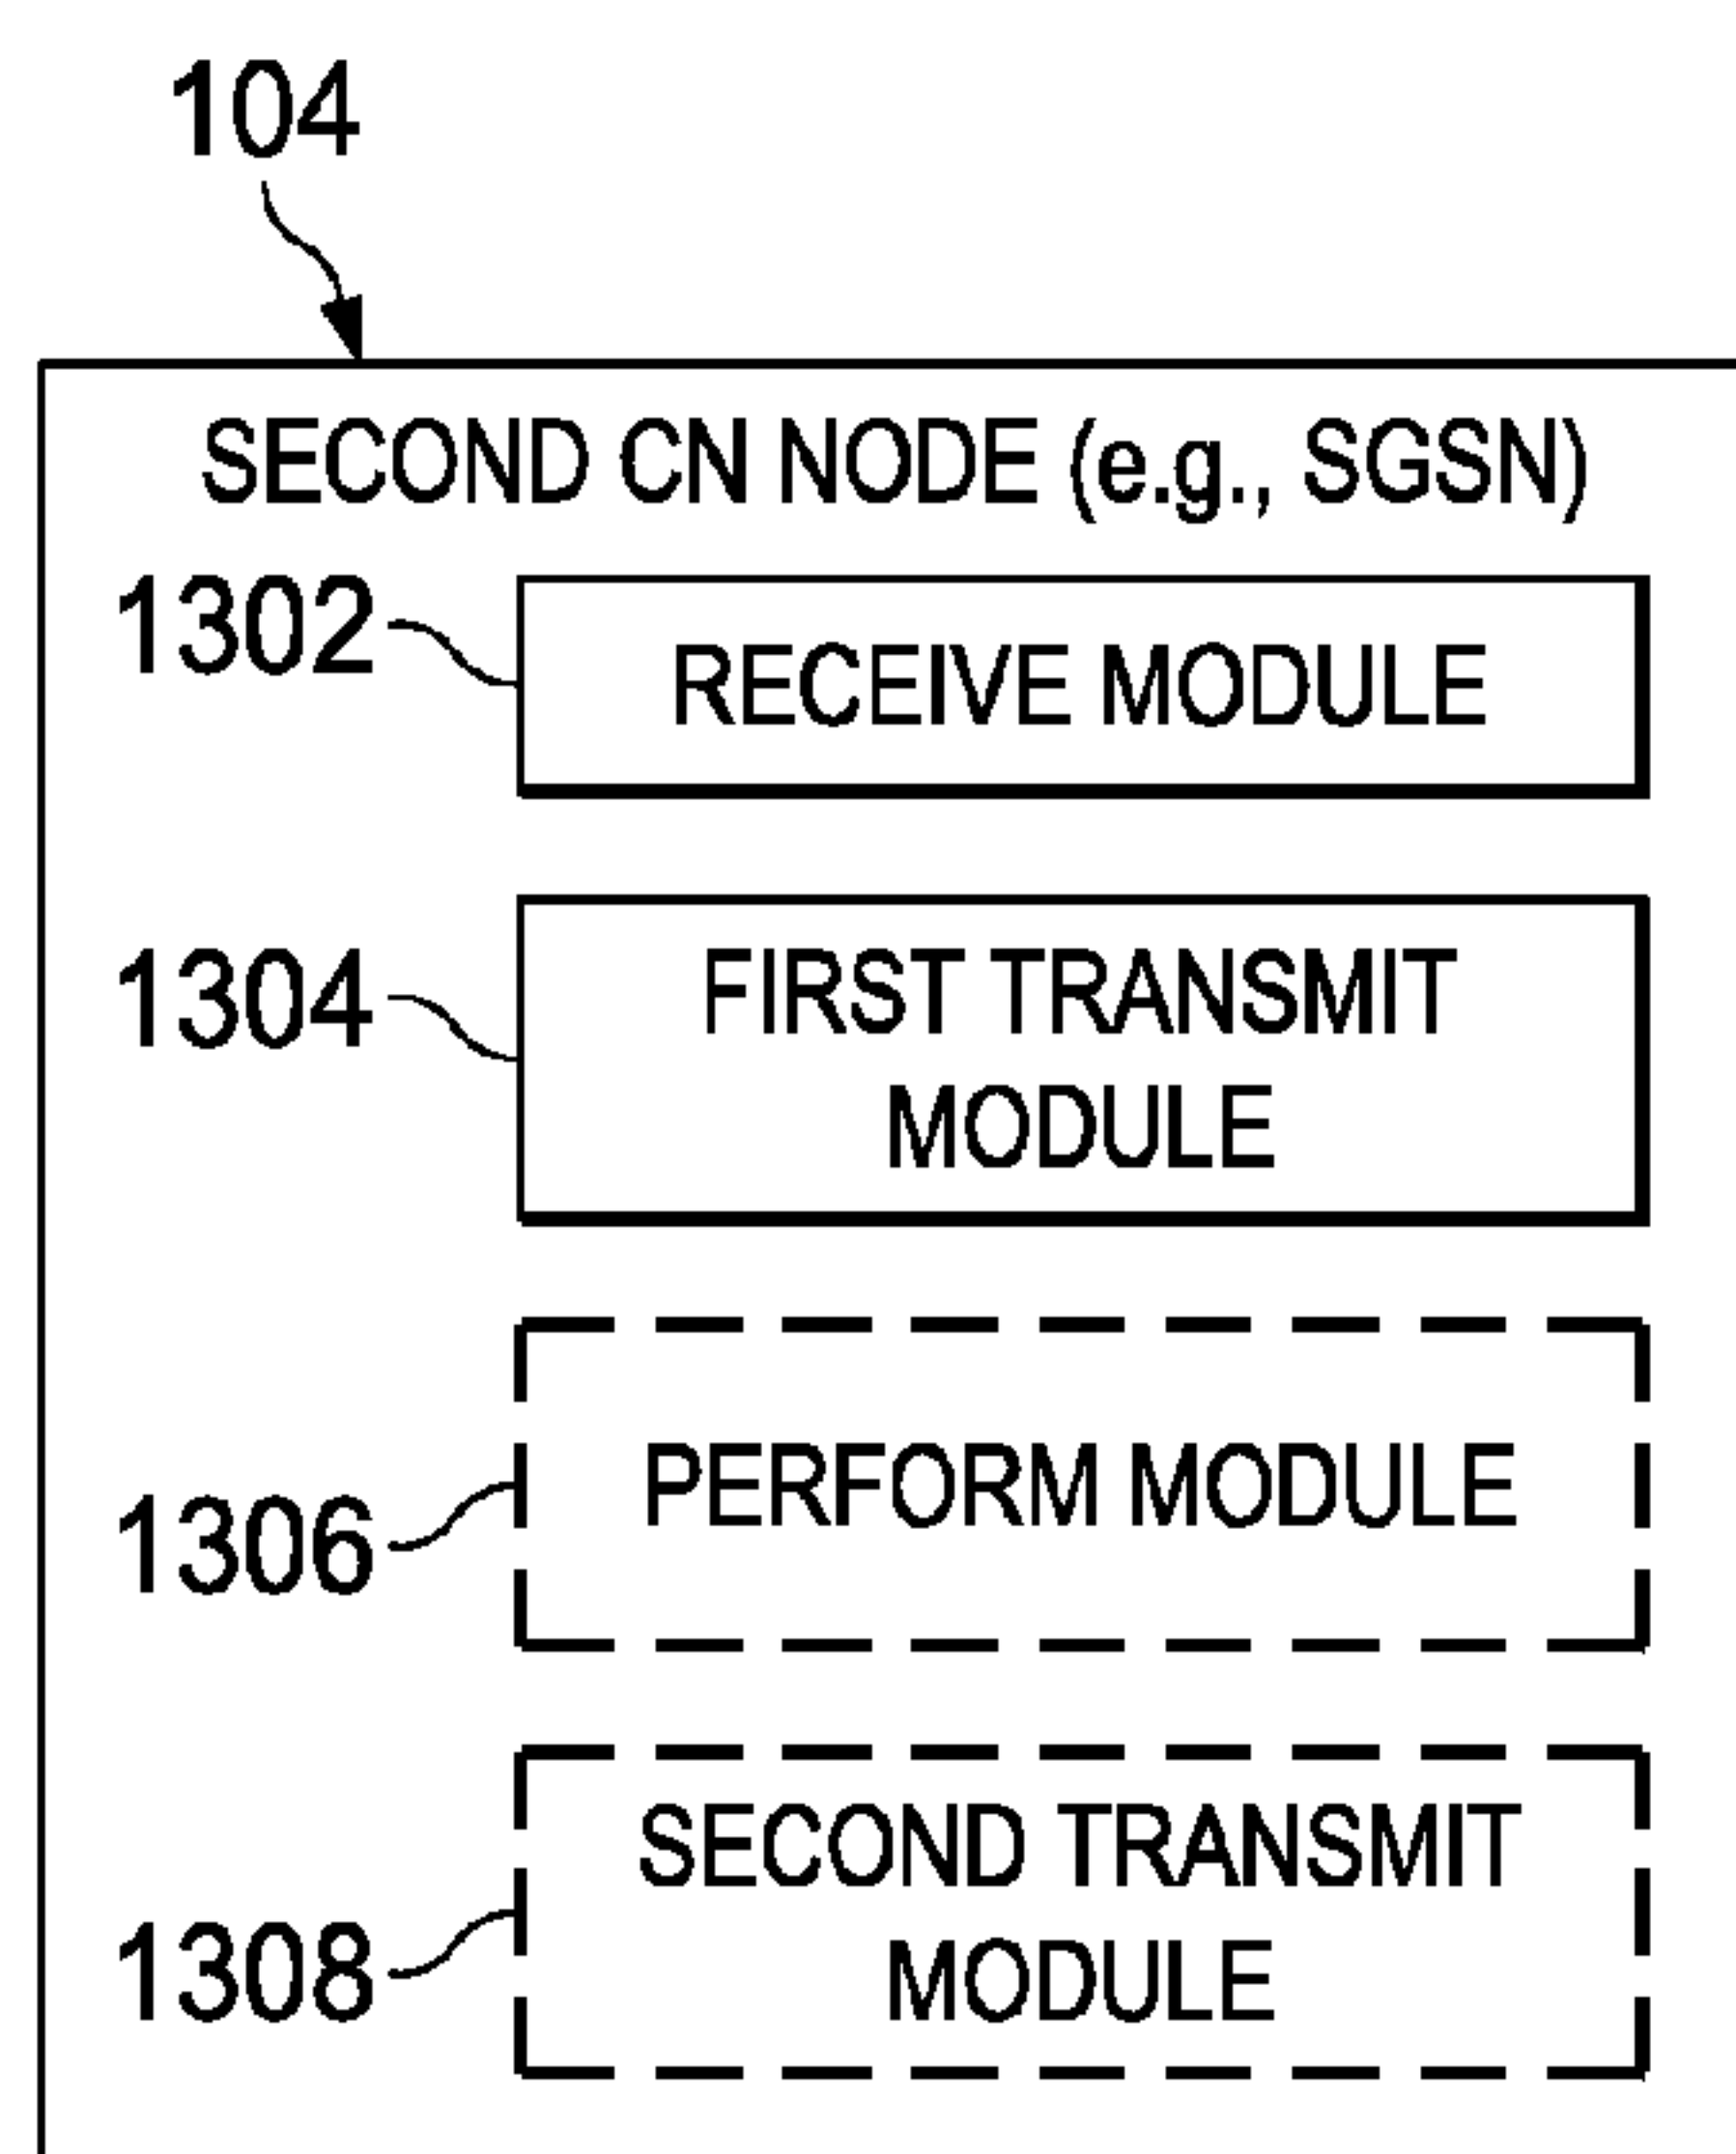 104
SECOND CN NODE (e.g., SGSN)
1302
RECEIVE MODULE
1304
FIRST TRANSMIT
MODULE
1306
PERFORM MODULE
1308
SECOND TRANSMIT
MODULE